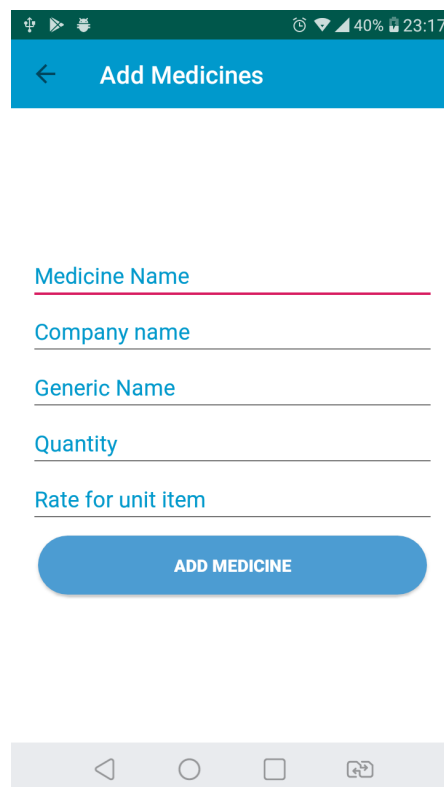 40% 23:17
Add Medicines
Medicine Name
Company name
Generic Name
Quantity
Rate for unit item
ADD MEDICINE